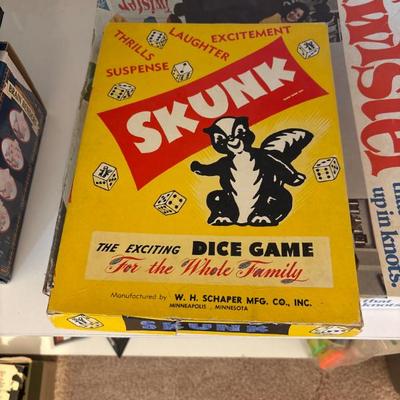 THRILLS
LAUGHTER
EXCITEMENT
SUSPENSE
SKUNK
THE EXCITING DICE GAME
For the Whole Family
Manufactured by W. H. SCHAPER MFG. CO., INC.
MINNEAPOLIS, MINNESOTA
SKUNK
twister
up in knots.